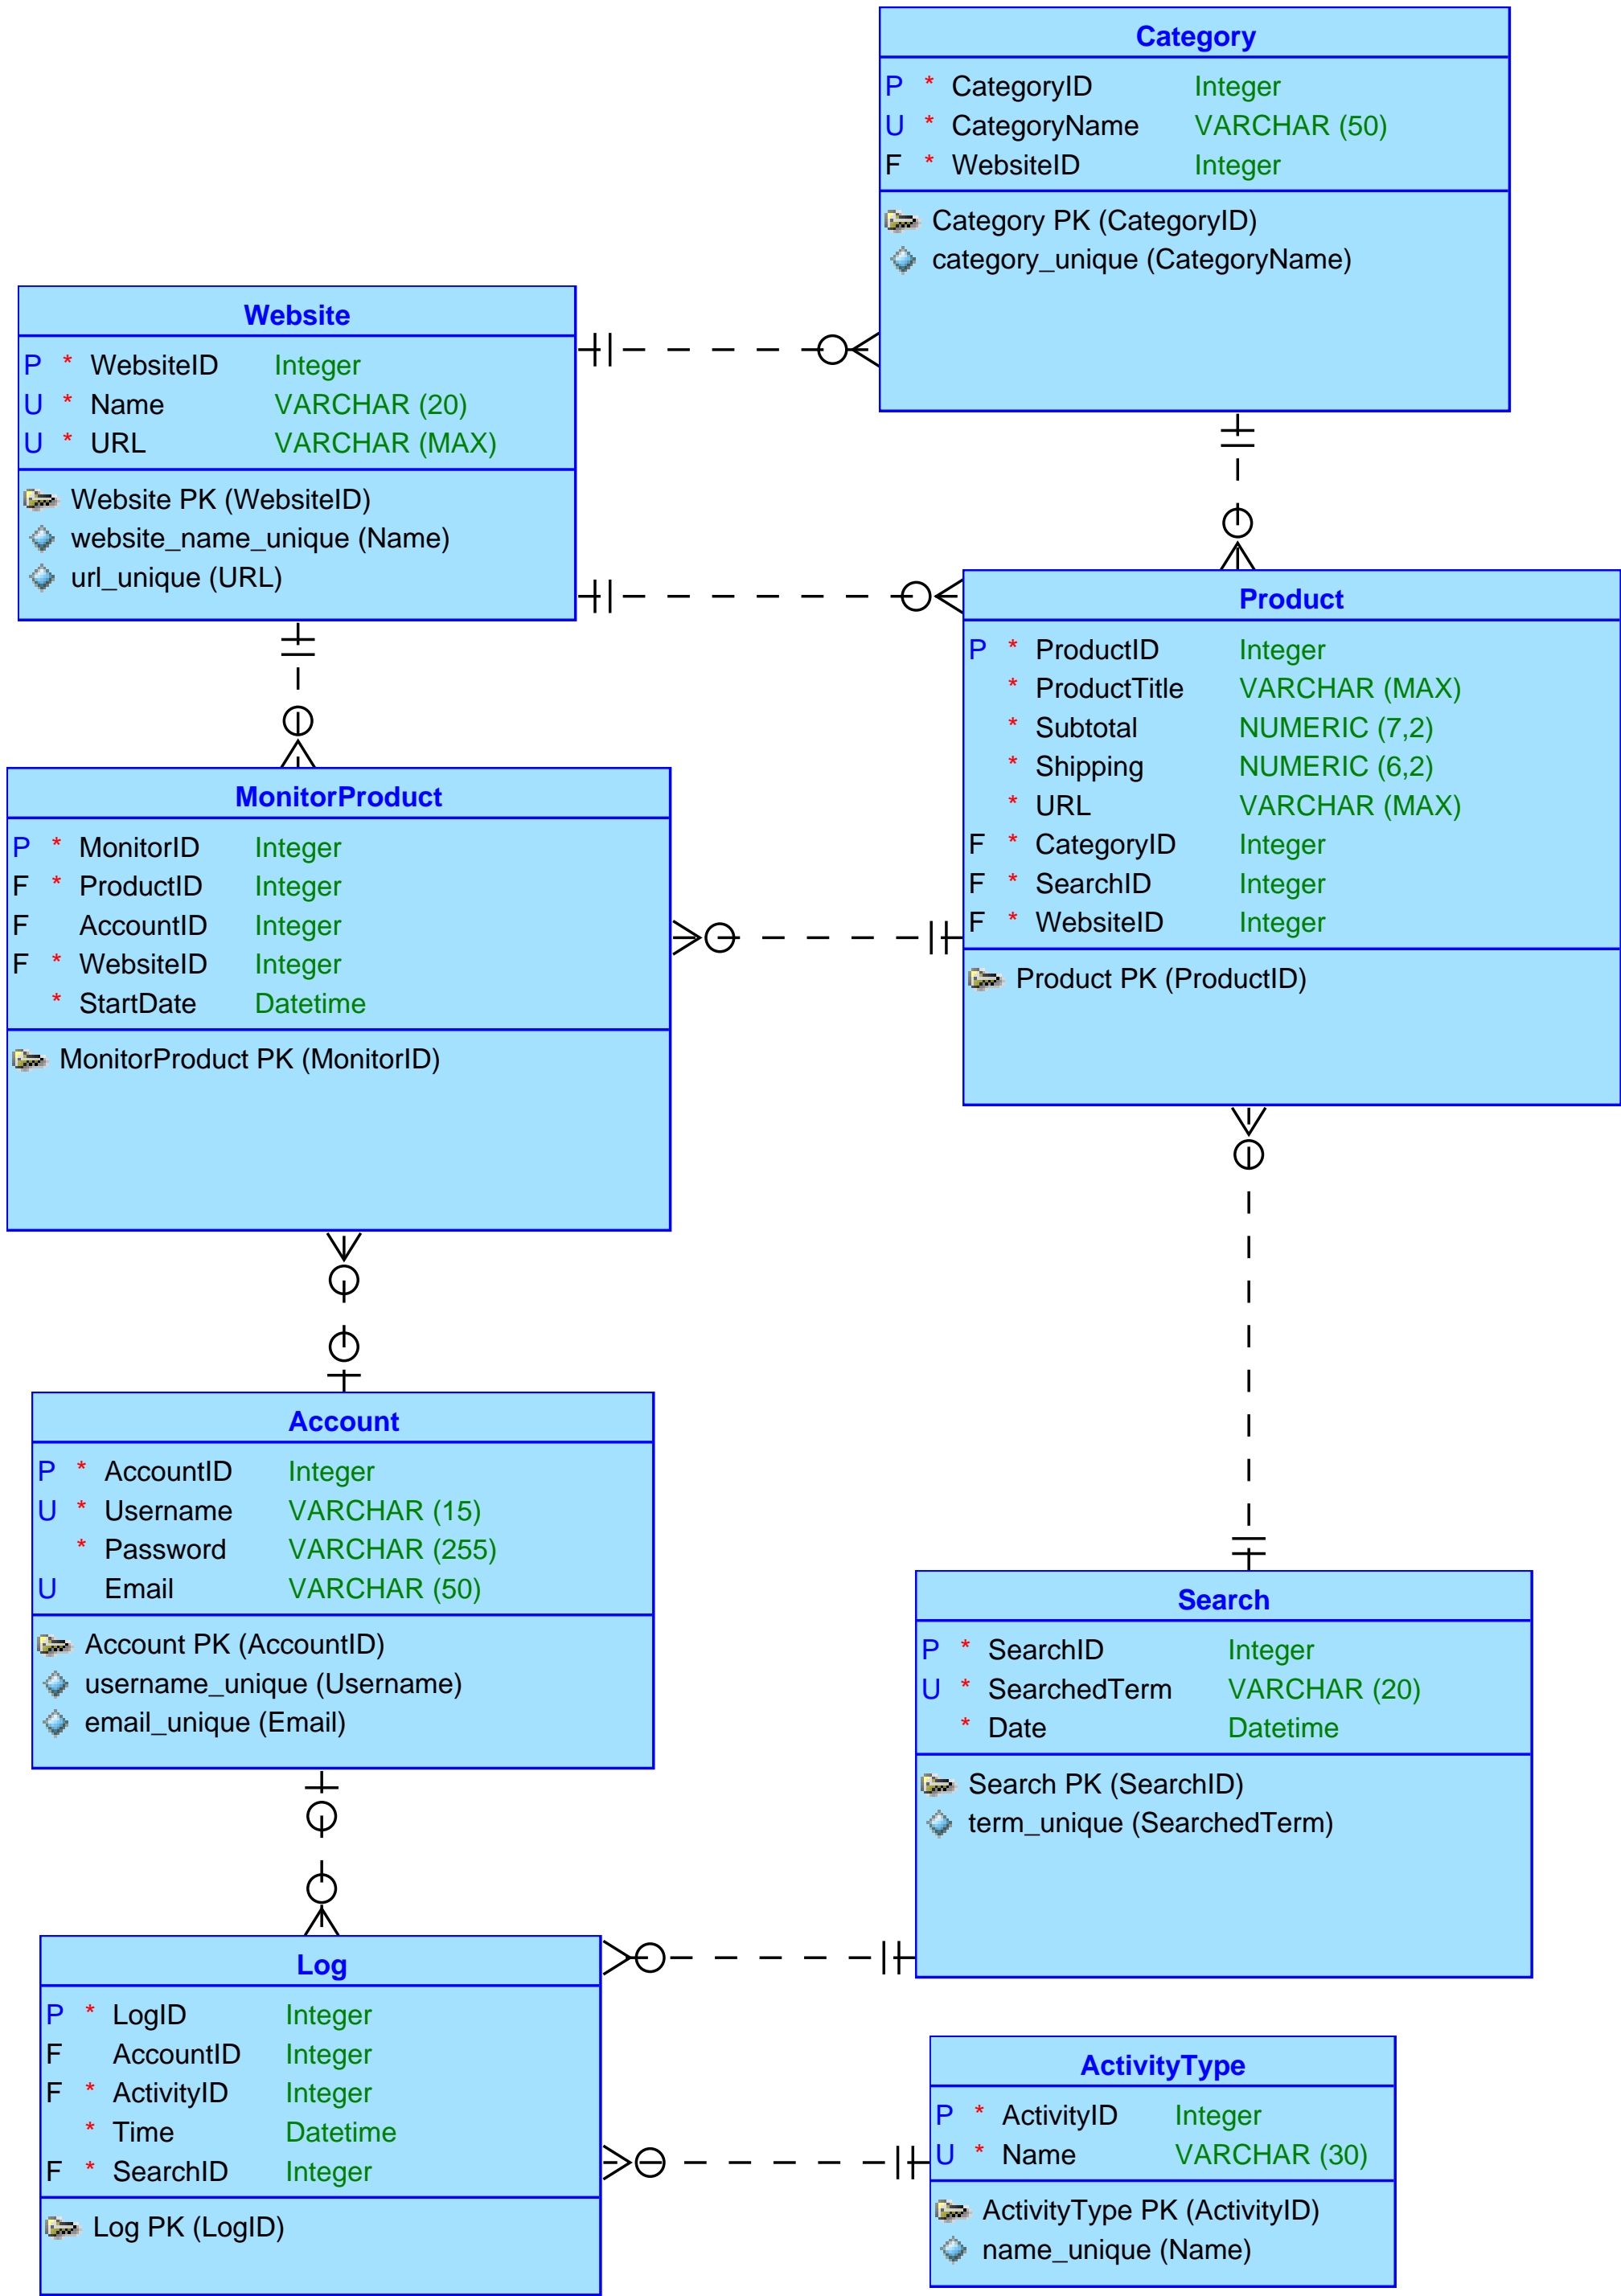 Category
P * CategoryID Integer
U * CategoryName VARCHAR (50)
F * WebsiteID Integer
Category PK (CategoryID)
category_unique (CategoryName)
Website
P * WebsiteID Integer
U * Name VARCHAR (20)
U * URL VARCHAR (MAX)
Website PK (WebsiteID)
website_name_unique (Name)
url_unique (URL)
Product
P * ProductID Integer
* ProductTitle VARCHAR (MAX)
* Subtotal NUMERIC (7,2)
* Shipping NUMERIC (6,2)
* URL VARCHAR (MAX)
F * CategoryID Integer
F * SearchID Integer
F * WebsiteID Integer
Product PK (ProductID)
MonitorProduct
P * MonitorID Integer
F * ProductID Integer
F AccountID Integer
F * WebsiteID Integer
* StartDate Datetime
MonitorProduct PK (MonitorID)
Account
P * AccountID Integer
U * Username VARCHAR (15)
* Password VARCHAR (255)
U Email VARCHAR (50)
Account PK (AccountID)
username_unique (Username)
email_unique (Email)
Search
P * SearchID Integer
U * SearchedTerm VARCHAR (20)
* Date Datetime
Search PK (SearchID)
term_unique (SearchedTerm)
Log
P * LogID Integer
F AccountID Integer
F * ActivityID Integer
* Time Datetime
F * SearchID Integer
Log PK (LogID)
ActivityType
P * ActivityID Integer
U * Name VARCHAR (30)
ActivityType PK (ActivityID)
name_unique (Name)